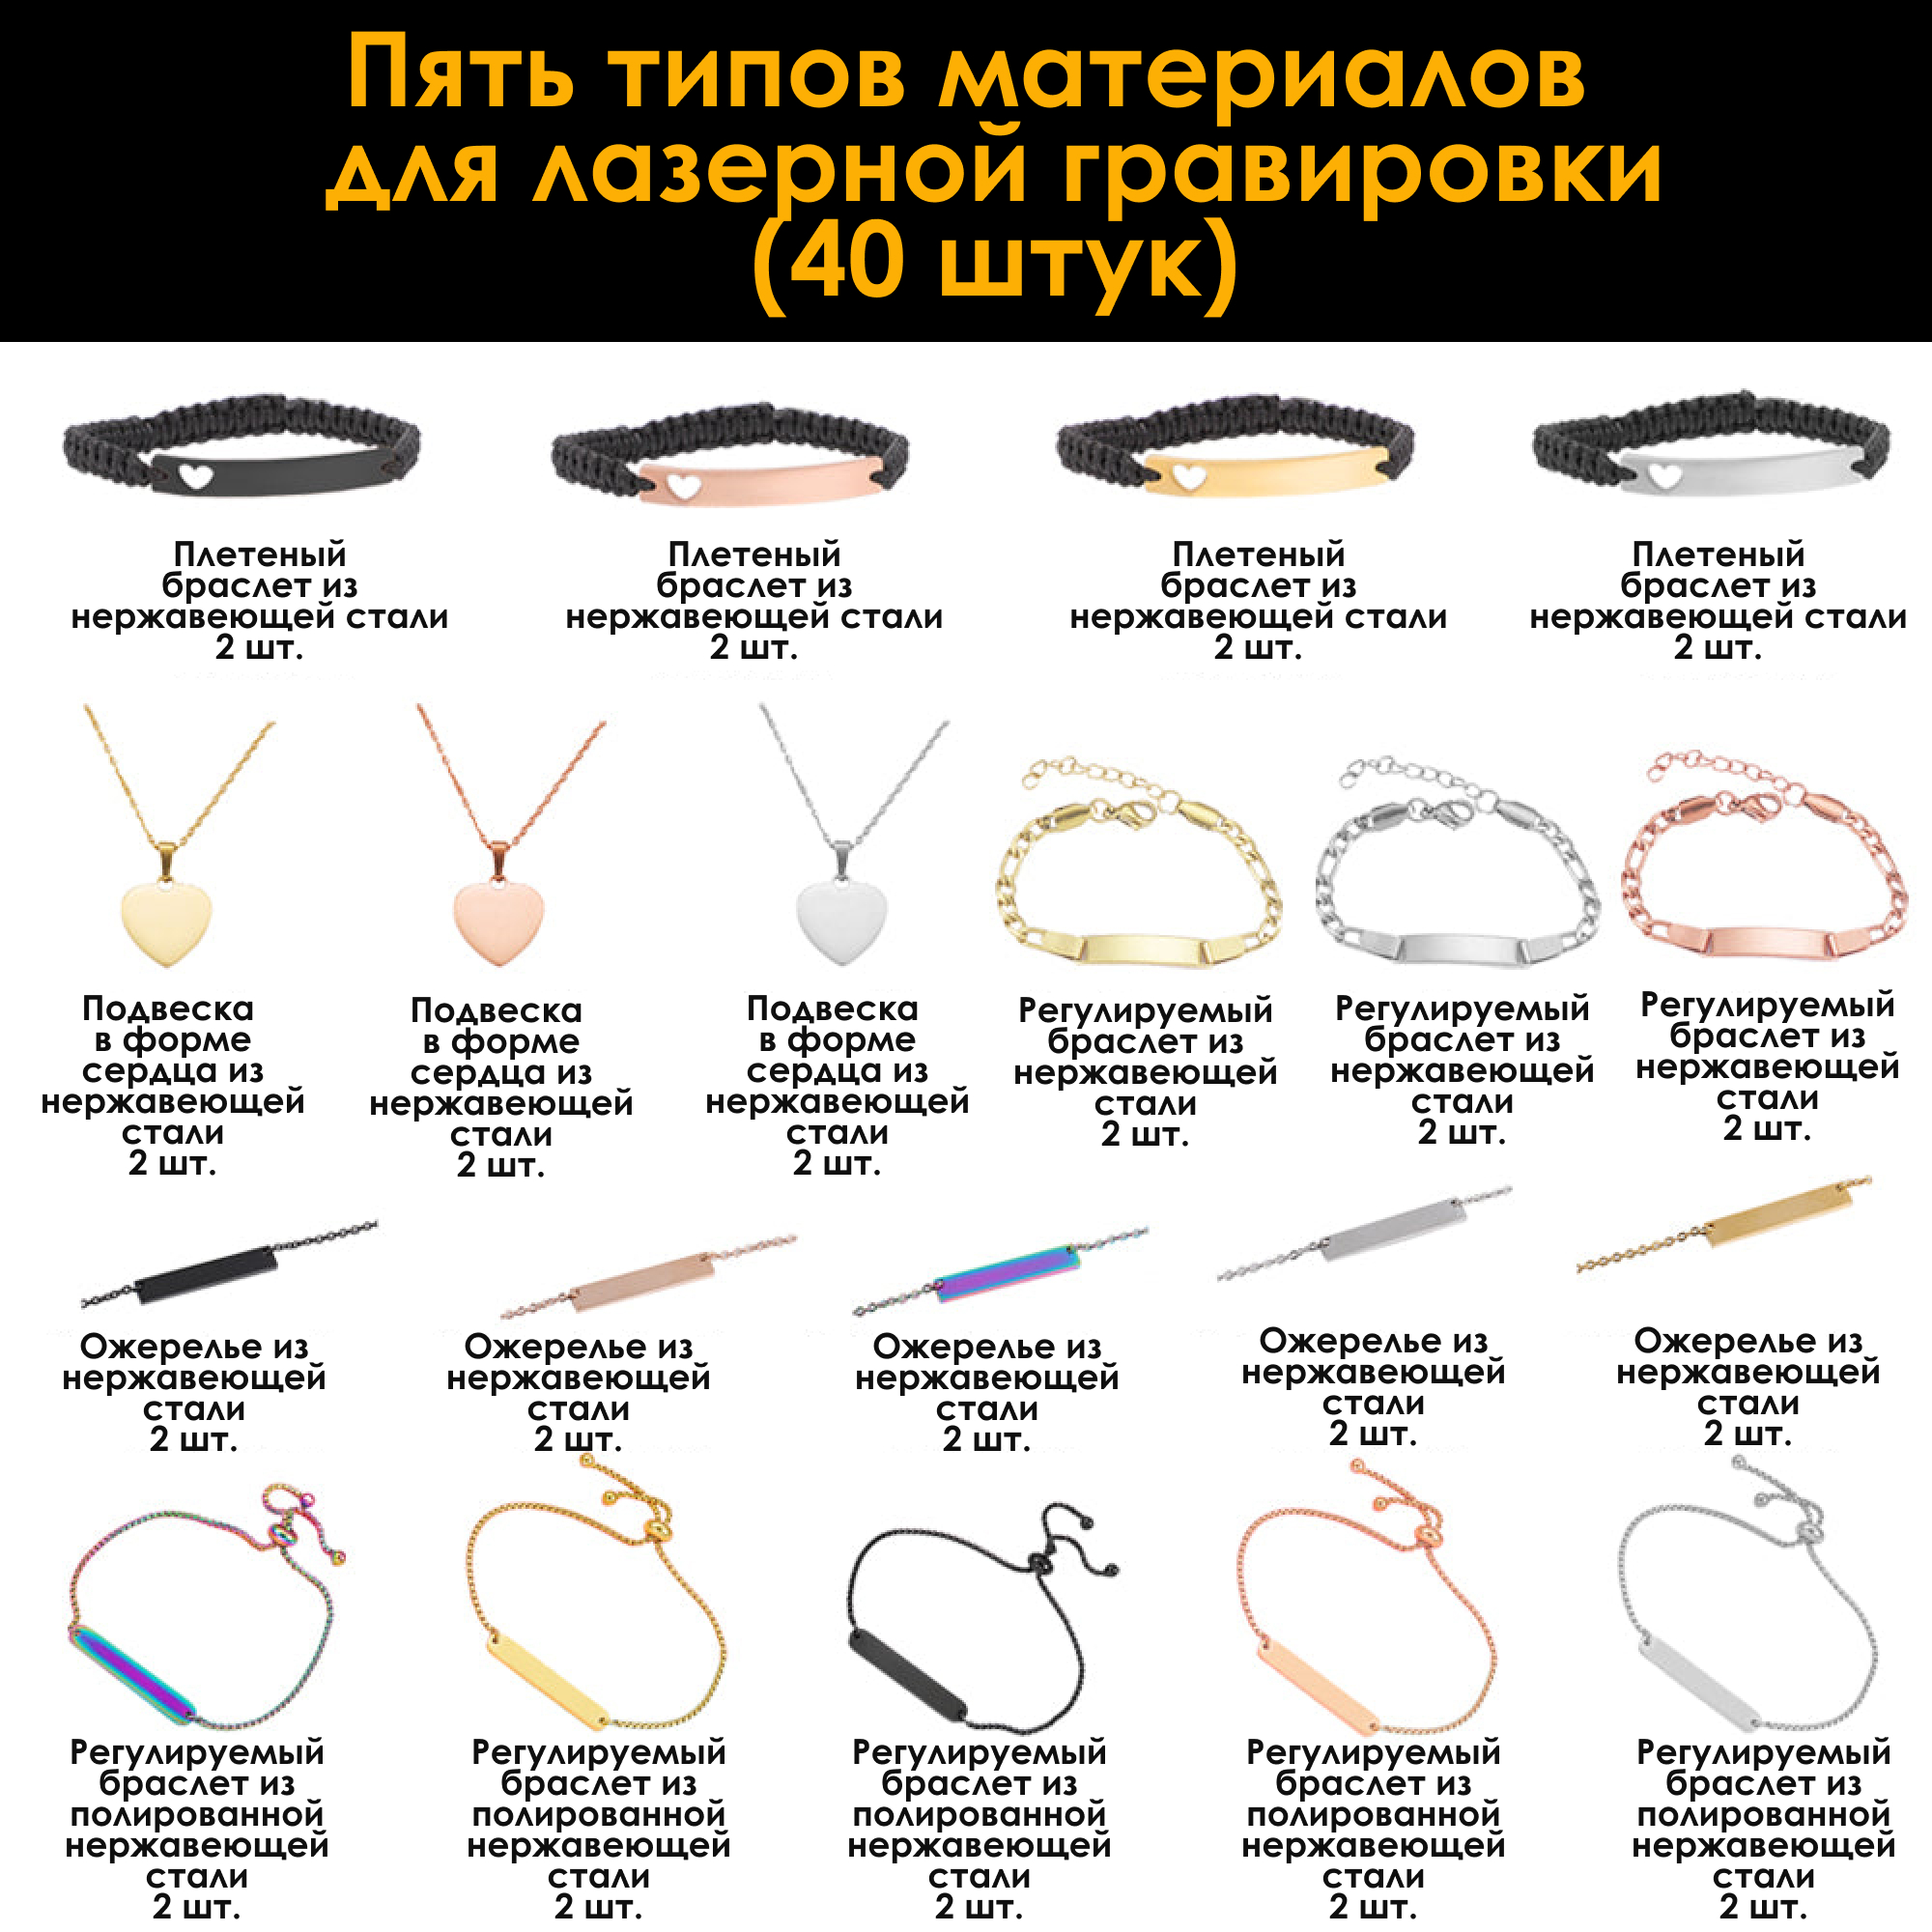 Пять типов материалов
для лазерной гравировки
(40 штук)
Плетеный
браслет из
нержавеющей стали
2 шт.
Плетеный
браслет из
нержавеющей стали
2 шт.
Плетеный
браслет из
нержавеющей стали
2 шт.
Плетеный
браслет из
нержавеющей стали
2 шт.
Подвеска
в форме
сердца из
нержавеющей
стали
2 шт.
Подвеска
в форме
сердца из
нержавеющей
стали
2 шт.
Подвеска
в форме
сердца из
нержавеющей
стали
2 шт.
Регулируемый
браслет из
нержавеющей
стали
2 шт.
Регулируемый
браслет из
нержавеющей
стали
2 шт.
Регулируемый
браслет из
нержавеющей
стали
2 шт.
Ожерелье из
нержавеющей
стали
2 шт.
Ожерелье из
нержавеющей
стали
2 шт.
Ожерелье из
нержавеющей
стали
2 шт.
Ожерелье из
нержавеющей
стали
2 шт.
Ожерелье из
нержавеющей
стали
2 шт.
Регулируемый
браслет из
полированной
нержавеющей
стали
2 шт.
Регулируемый
браслет из
полированной
нержавеющей
стали
2 шт.
Регулируемый
браслет из
полированной
нержавеющей
стали
2 шт.
Регулируемый
браслет из
полированной
нержавеющей
стали
2 шт.
Регулируемый
браслет из
полированной
нержавеющей
стали
2 шт.